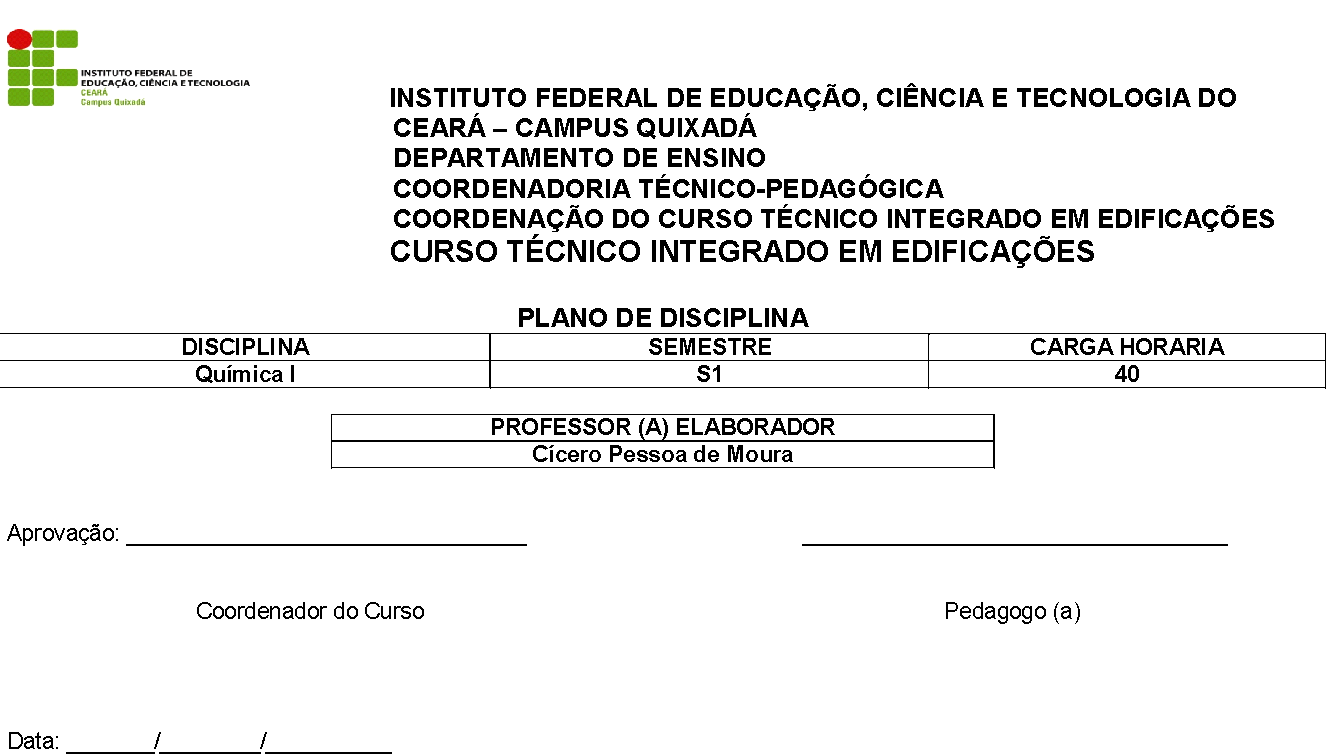 INSTITUTO FEDERAL DE
EDUCAÇÃO, CIÊNCIA E TECNOLOGIA
CEARÁ
Campus Quixadá
INSTITUTO FEDERAL DE EDUCAÇÃO, CIÊNCIA E TECNOLOGIA DO
CEARÁ – CAMPUS QUIXADÁ
DEPARTAMENTO DE ENSINO
COORDENADORIA TÉCNICO-PEDAGÓGICA
COORDENAÇÃO DO CURSO TÉCNICO INTEGRADO EM EDIFICAÇÕES
CURSO TÉCNICO INTEGRADO EM EDIFICAÇÕES
PLANO DE DISCIPLINA
DISCIPLINA SEMESTRE CARGA HORARIA
Química I S1 40
PROFESSOR (A) ELABORADOR
Cícero Pessoa de Moura
Aprovação: ______________________________ ________________________________
Coordenador do Curso Pedagogo (a)
Data: _______/________/__________